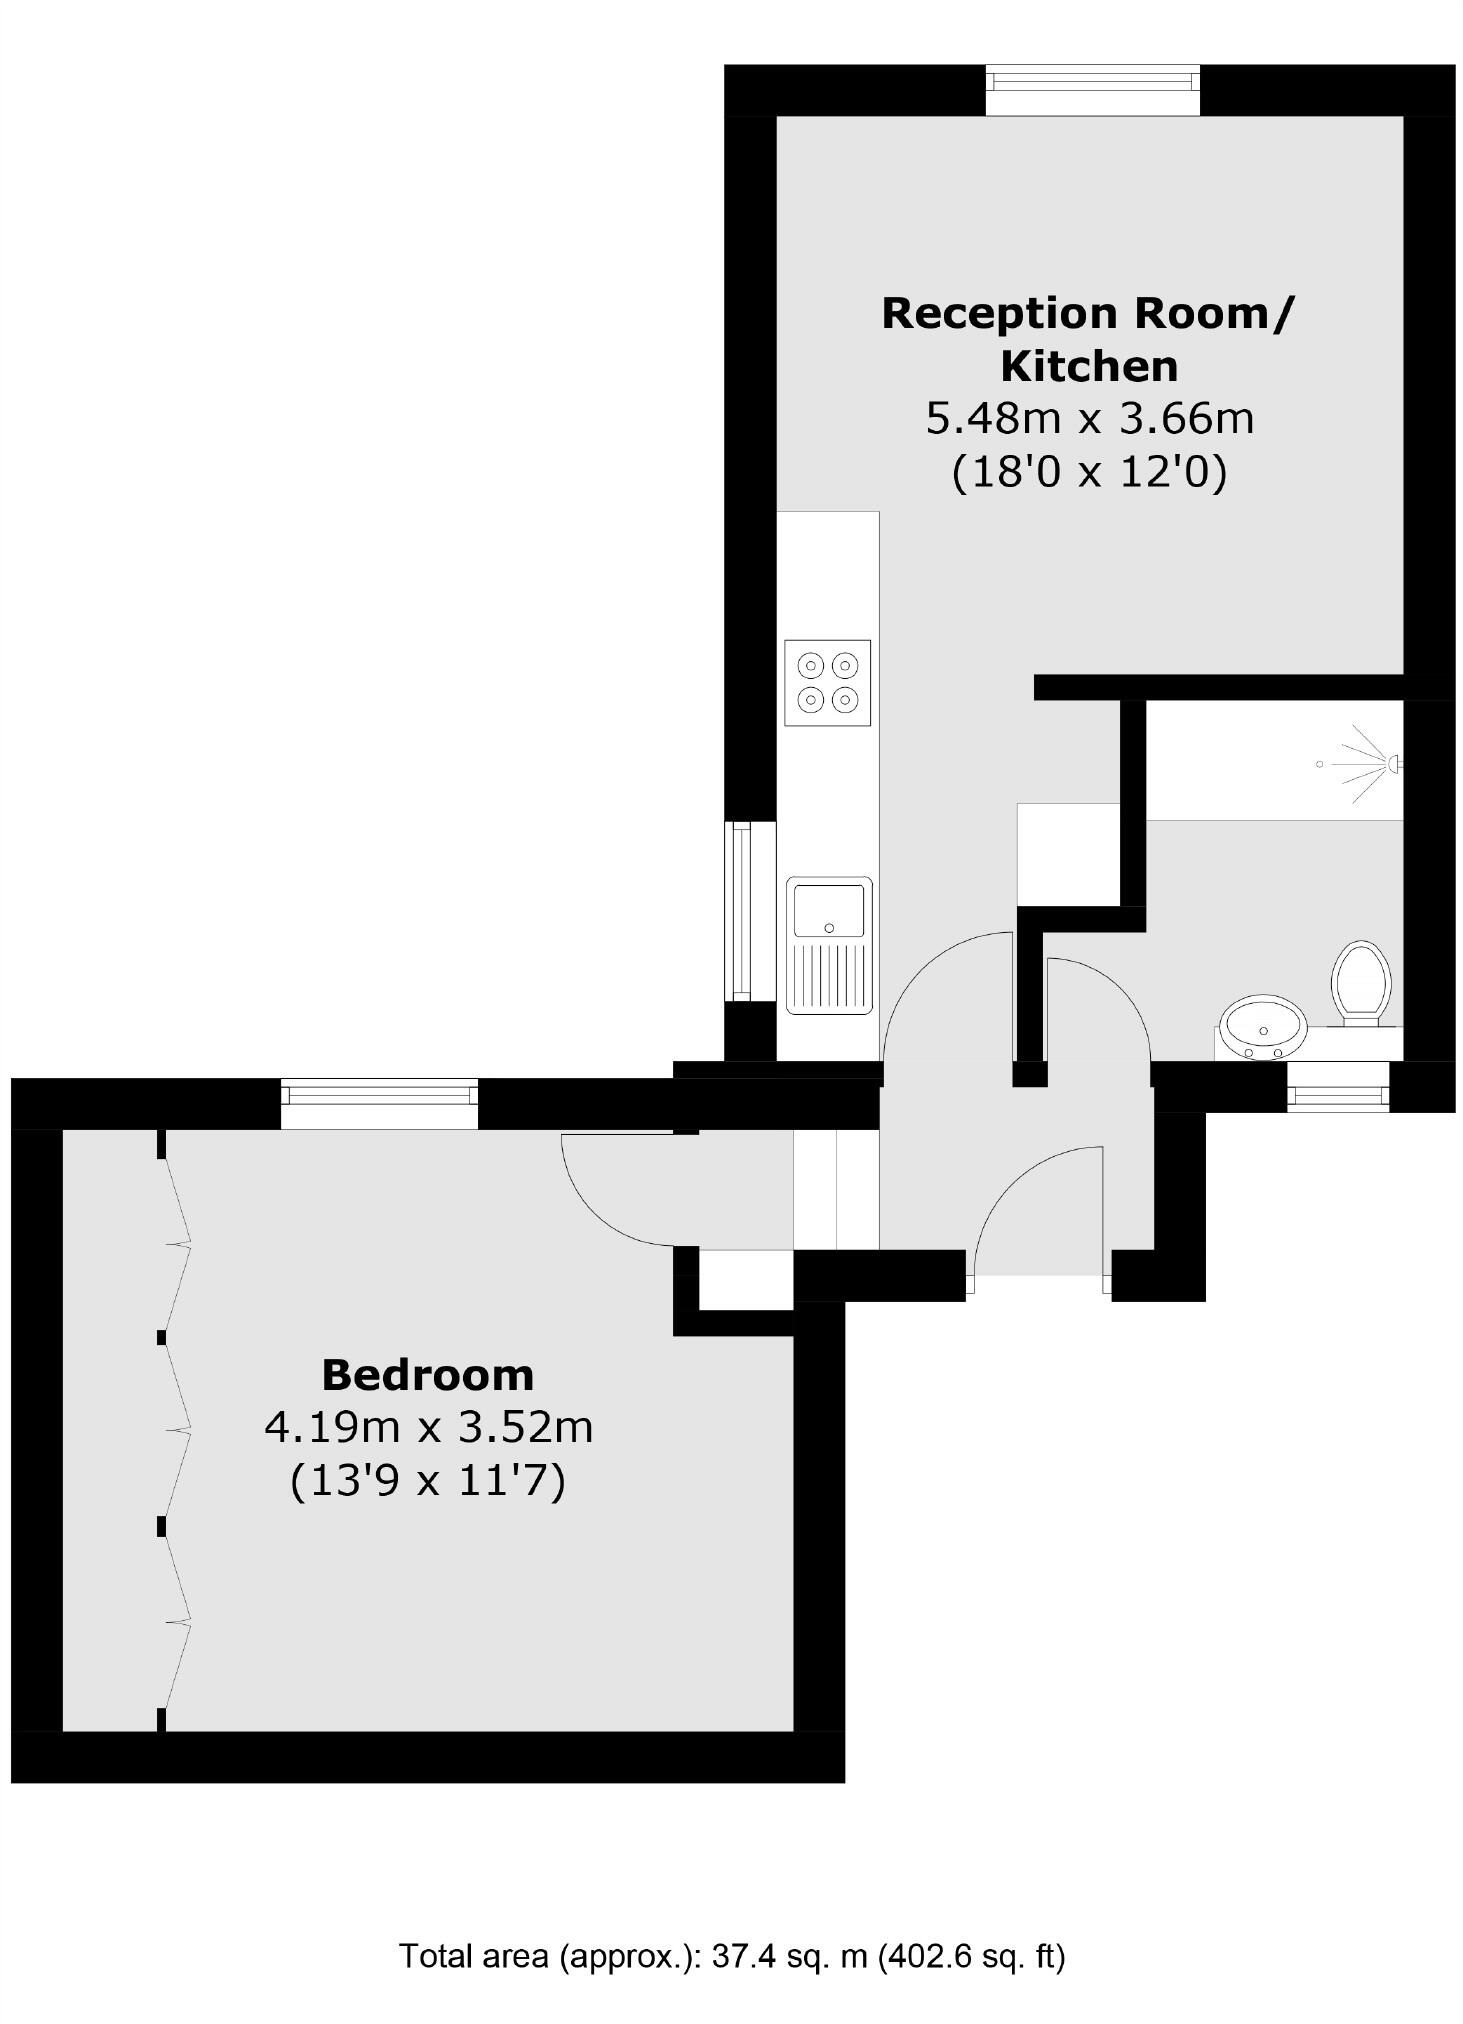 Reception Room/
Kitchen
5.48m x 3.66m
(18'0 x 12'0)
Bedroom
4.19m x 3.52m
(13'9 x 11'7)
Total area (approx.): 37.4 sq. m (402.6 sq. ft)